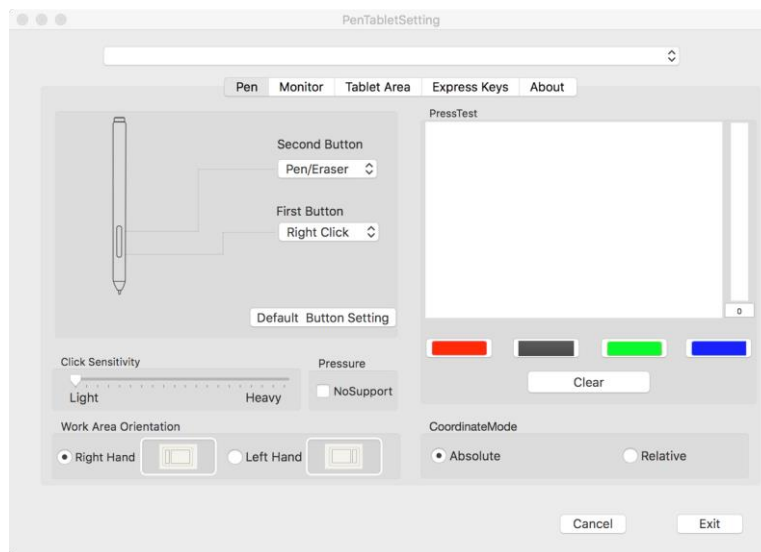 PenTabletSetting
Pen Monitor Tablet Area Express Keys About
Second Button
Pen/Eraser
First Button
Right Click
Default Button Setting
PressTest
0
Clear
Click Sensitivity
Light Heavy
Pressure
NoSupport
Work Area Orientation
Right Hand Left Hand
CoordinateMode
Absolute Relative
Cancel Exit